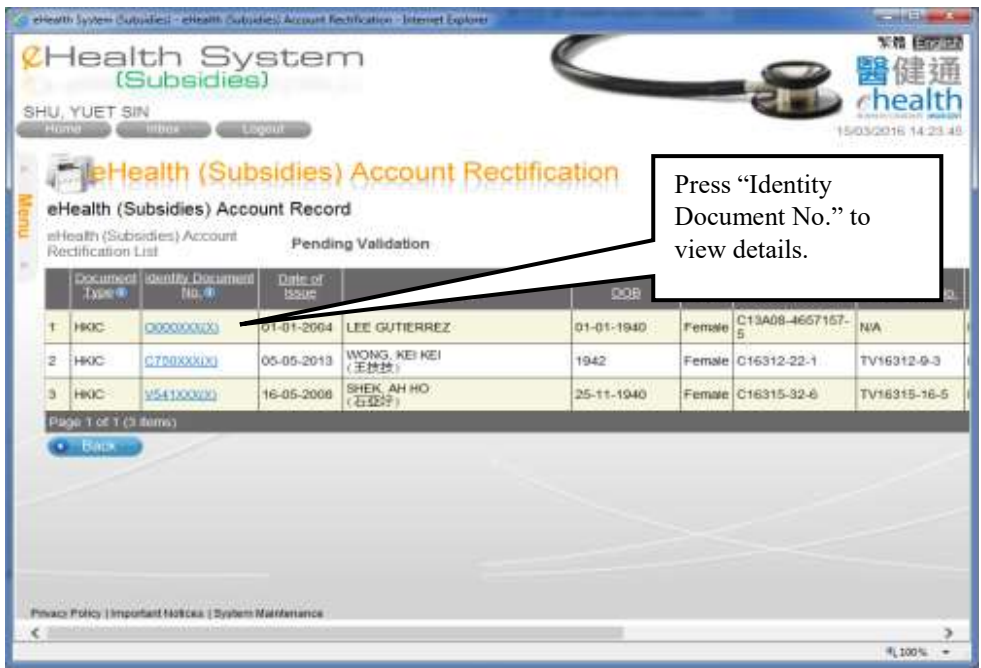 eHealth System (Subsidies) - eHealth (Subsidies) Account Rectification - Internet Explorer
eHealth System
(Subsidies)
SHU, YUET SIN
Home Inbox Logout
繁體
醫健通
ehealth
15/03/2016 14:23:45
Menu
eHealth (Subsidies) Account Rectification
eHealth (Subsidies) Account Record
eHealth (Subsidies) Account
Rectification List
Pending Validation
Press “Identity
Document No.” to
view details.
Document Type Identity Document No. Date of Issue DOB No.
1 HKIC 01-01-2004 LEE GUTIERREZ 01-01-1940 Female C13A08-4657157-5 N/A
2 HKIC C750XXX(X) 05-05-2013 WONG, KEI KEI 1942 Female C16312-22-1 TV16312-9-3
3 HKIC V541XXX(X) 16-05-2008 SHEK, AH HO 25-11-1940 Female C16315-32-6 TV16315-16-5
Page 1 of 1 (3 items)
Back
Privacy Policy | Important Notices | System Maintenance
100%